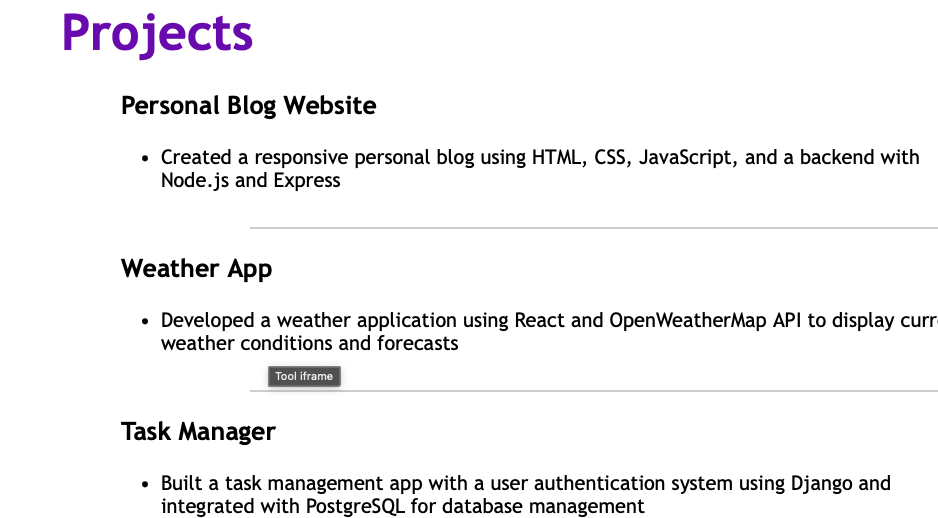 Projects
Personal Blog Website
• Created a responsive personal blog using HTML, CSS, JavaScript, and a backend with
Node.js and Express
Weather App
• Developed a weather application using React and OpenWeatherMap API to display
weather conditions and forecasts
Tool iframe
Task Manager
• Built a task management app with a user authentication system using Django and
integrated with PostgreSQL for database management